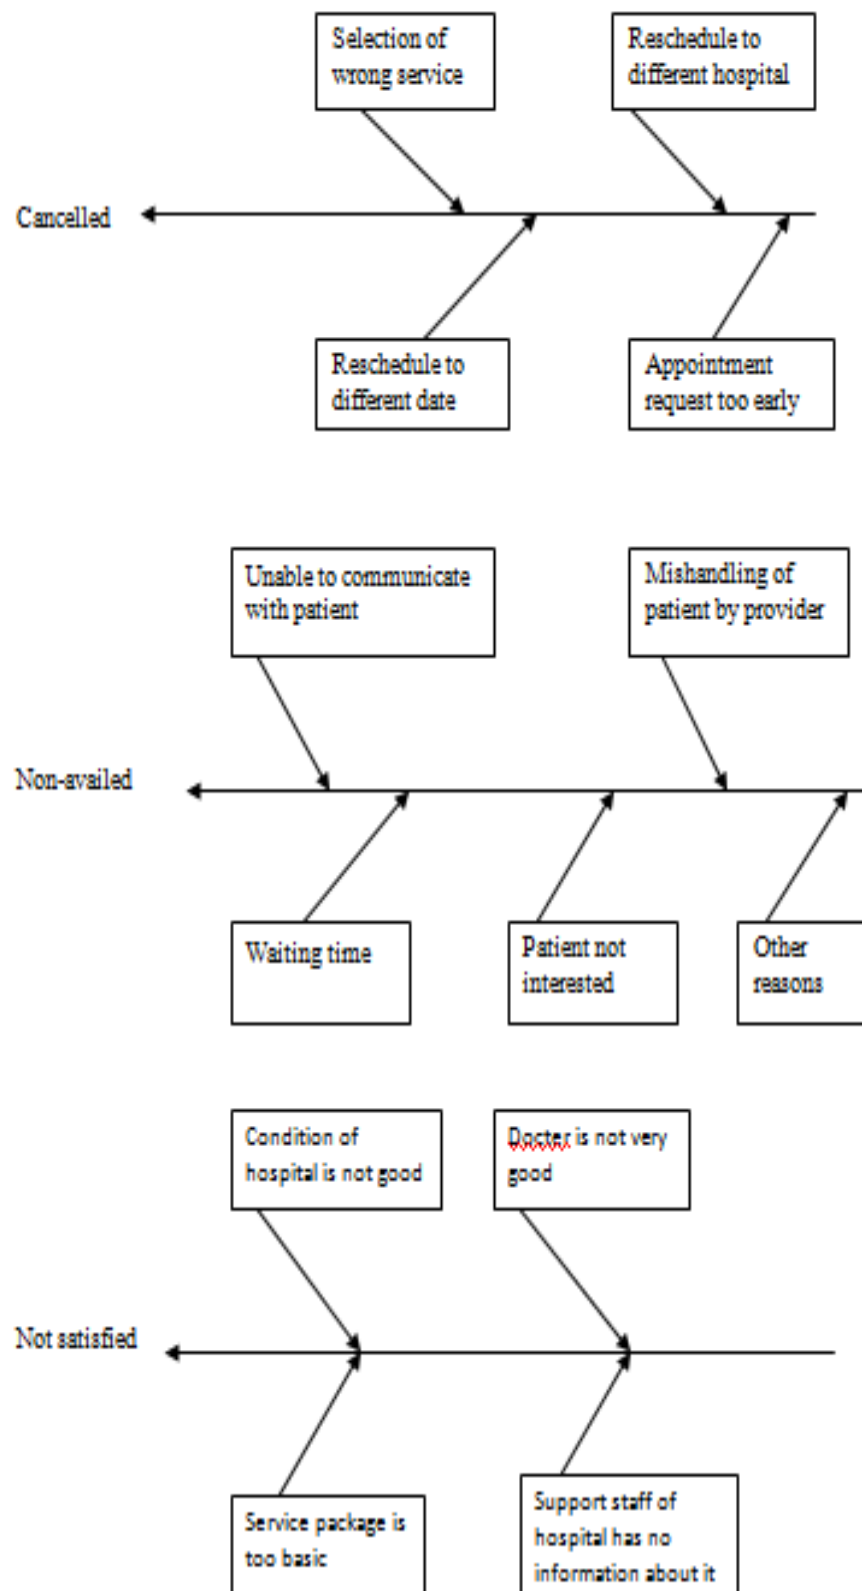 Selection of
wrong service
Reschedule to
different hospital
Cancelled
Reschedule to
different date
Appointment
request too early
Unable to communicate
with patient
Mishandling of
patient by provider
Non-availed
Waiting time
Patient not
interested
Other
reasons
Condition of
hospital is not good
Docter is not very
good
Not satisfied
Service package is
too basic
Support staff of
hospital has no
information about it